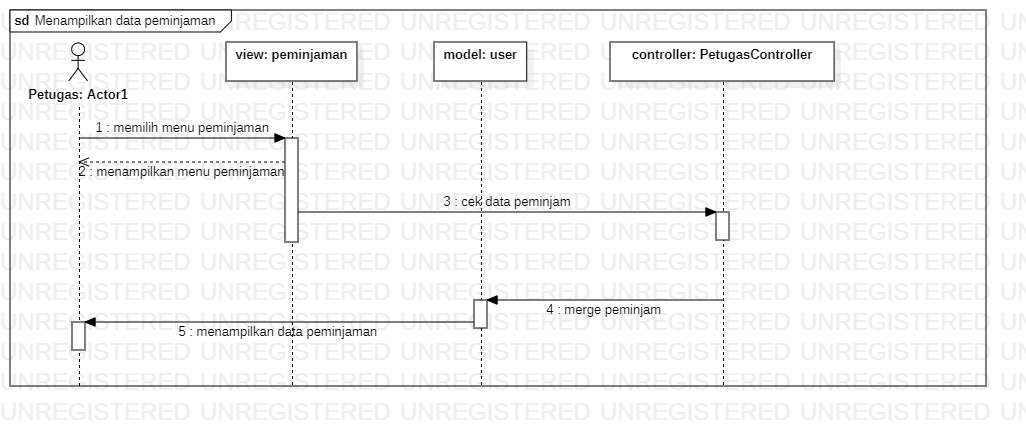 sd Menampilkan data peminjaman
view: peminjaman
model: user
controller: PetugasController
Petugas: Actor1
1 : memilih menu peminjaman
2 : menampilkan menu peminjaman
3 : cek data peminjam
4 : merge peminjam
5 : menampilkan data peminjaman
UNREGISTERED UNREGISTERED UNREGISTERED UNREGISTERED UNREGISTERED